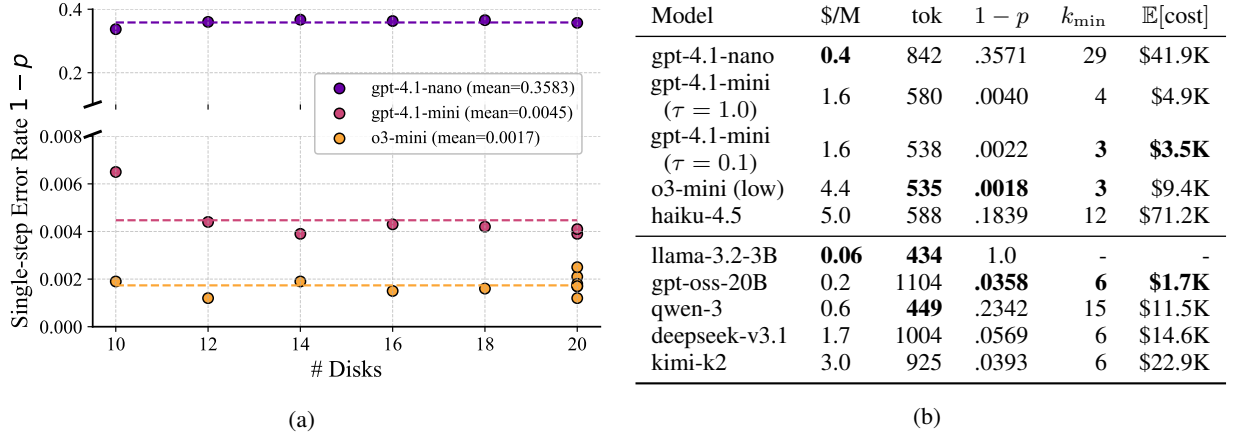 Single-step Error Rate 1 − p
0.4
0.2
0.008
0.006
0.004
0.002
0.000
gpt-4.1-nano (mean=0.3583)
gpt-4.1-mini (mean=0.0045)
o3-mini (mean=0.0017)
10 12 14 16 18 20
# Disks
(a)
Model $/M tok 1 − p kmin 𝔼[cost]
gpt-4.1-nano 0.4 842 .3571 29 $41.9K
gpt-4.1-mini
(τ = 1.0) 1.6 580 .0040 4 $4.9K
gpt-4.1-mini
(τ = 0.1) 1.6 538 .0022 3 $3.5K
o3-mini (low) 4.4 535 .0018 3 $9.4K
haiku-4.5 5.0 588 .1839 12 $71.2K
llama-3.2-3B 0.06 434 1.0 - -
gpt-oss-20B 0.2 1104 .0358 6 $1.7K
qwen-3 0.6 449 .2342 15 $11.5K
deepseek-v3.1 1.7 1004 .0569 6 $14.6K
kimi-k2 3.0 925 .0393 6 $22.9K
(b)